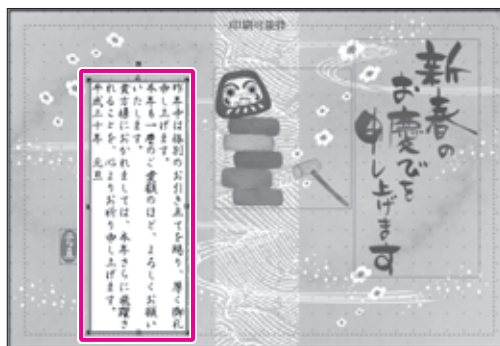 印刷可能枠
新春の
お慶びを
申し上げます
昨年中は格別のお引き立てを賜り、厚く御礼
申し上げます。
本年も一層のご愛顧のほど、よろしくお願い
いたします。
貴方様におかれましては、本年さらに飛躍さ
れることを、心よりお祈り申し上げます。
平成三十年 元旦